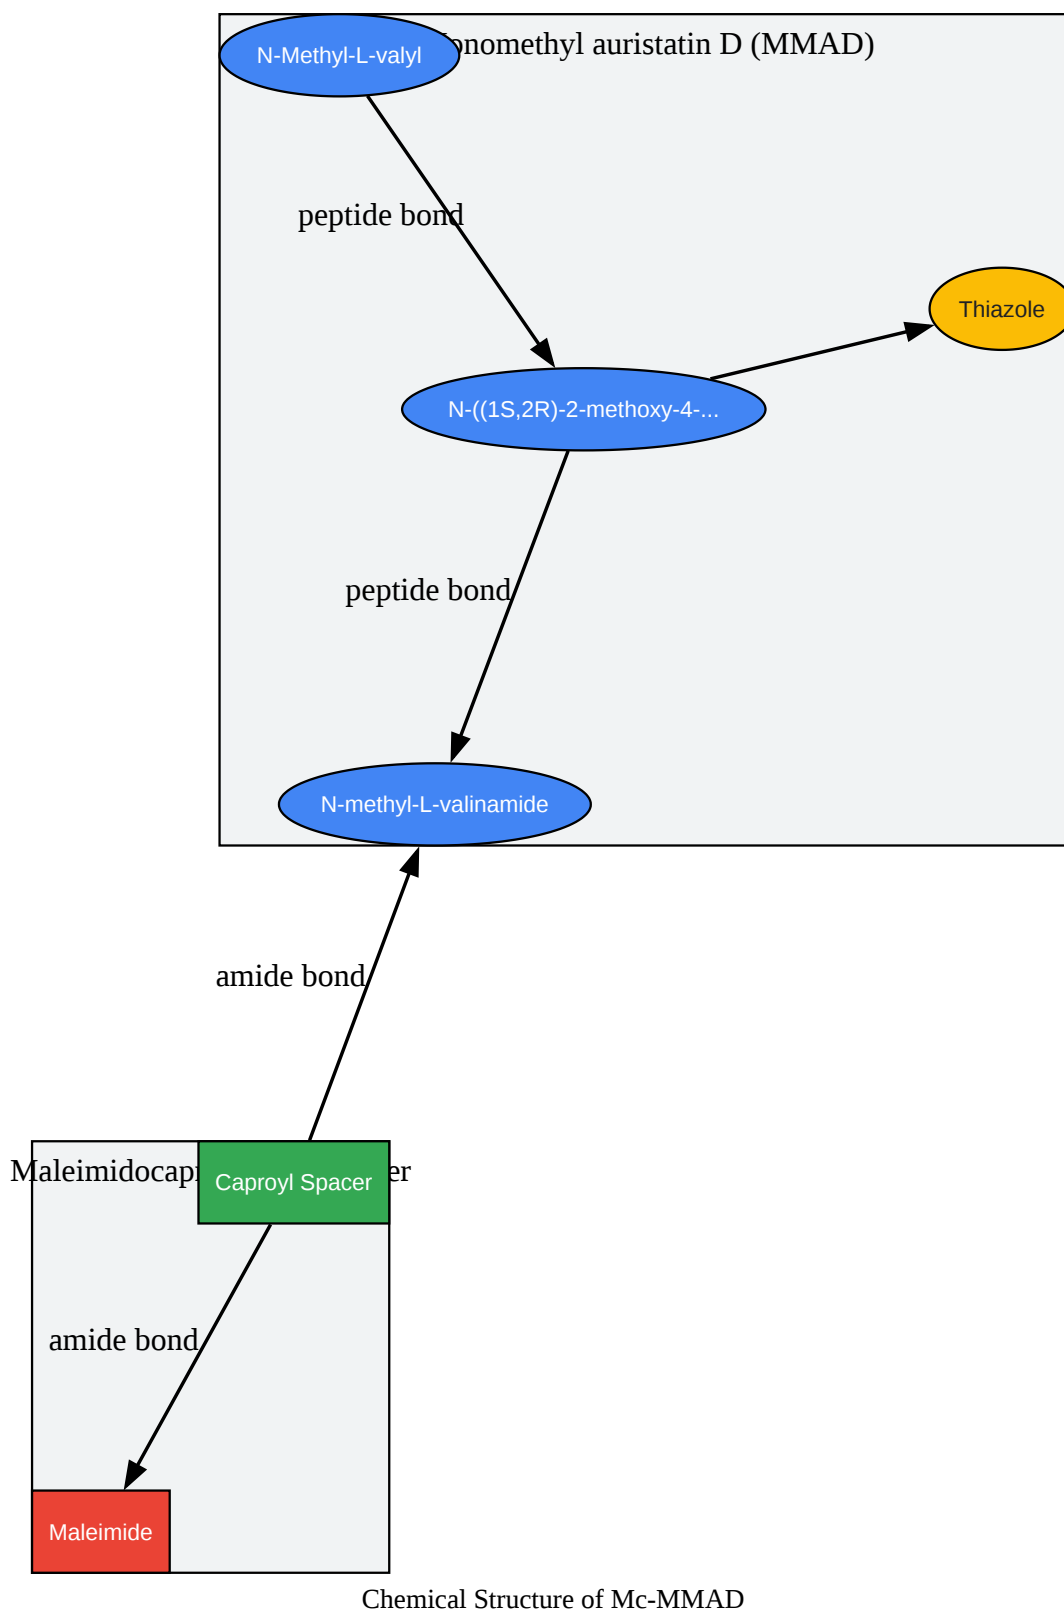 N-Methyl-L-valyl
onomethyl auristatin D (MMAD)
peptide bond
Thiazole
N-((1S,2R)-2-methoxy-4-...
peptide bond
N-methyl-L-valinamide
amide bond
Maleimidocap
er
Caproyl Spacer
amide bond
Maleimide
Chemical Structure of Mc-MMAD